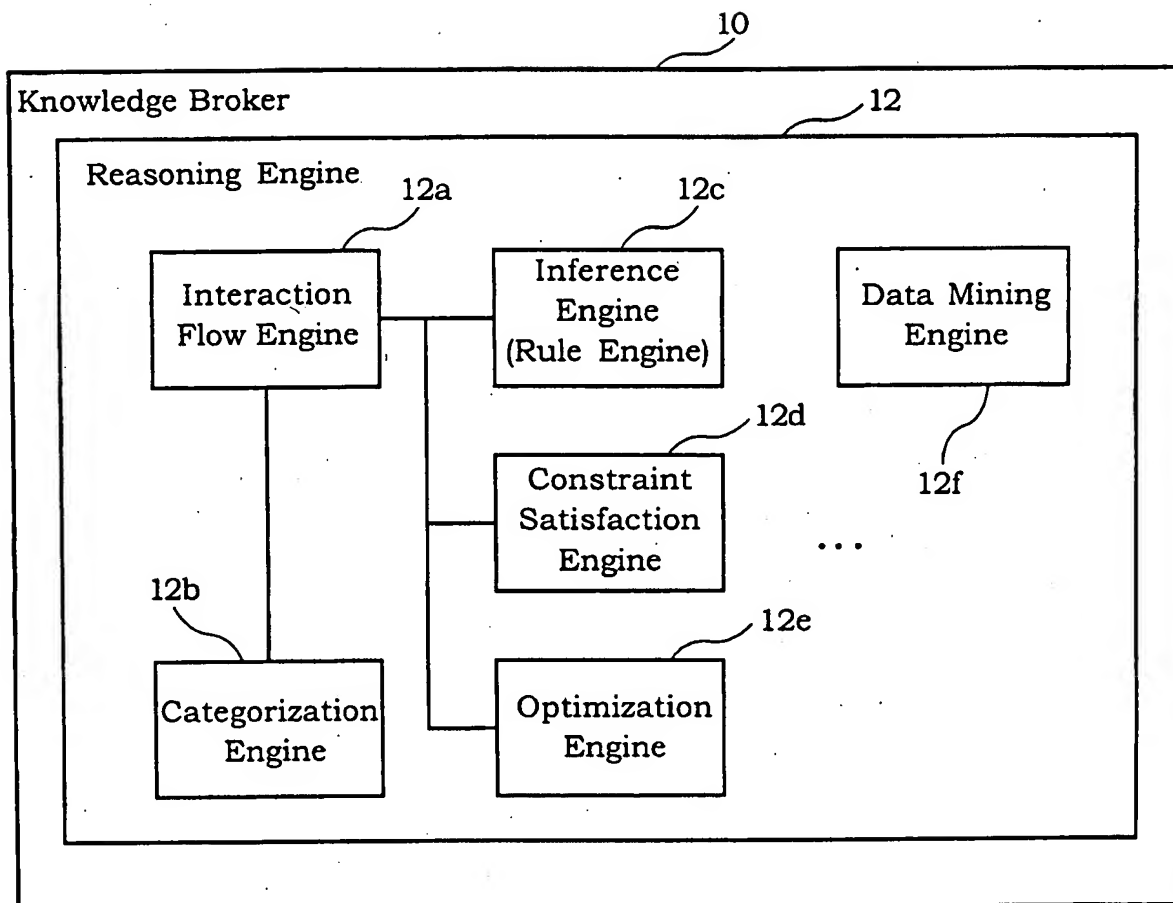 10
Knowledge Broker
12
Reasoning Engine
12a
12c
Interaction
Flow Engine
Inference
Engine
(Rule Engine)
Data Mining
Engine
12d
12f
Constraint
Satisfaction
Engine
...
12b
12e
Categorization
Engine
Optimization
Engine